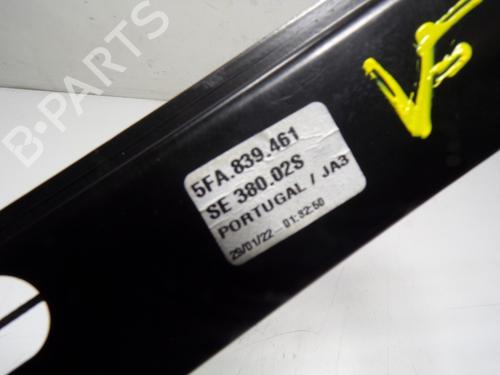 B-PARTS
5FA.839.461
SE 380.02S
PORTUGAL / JA3
29/01/22 - 01:32:50